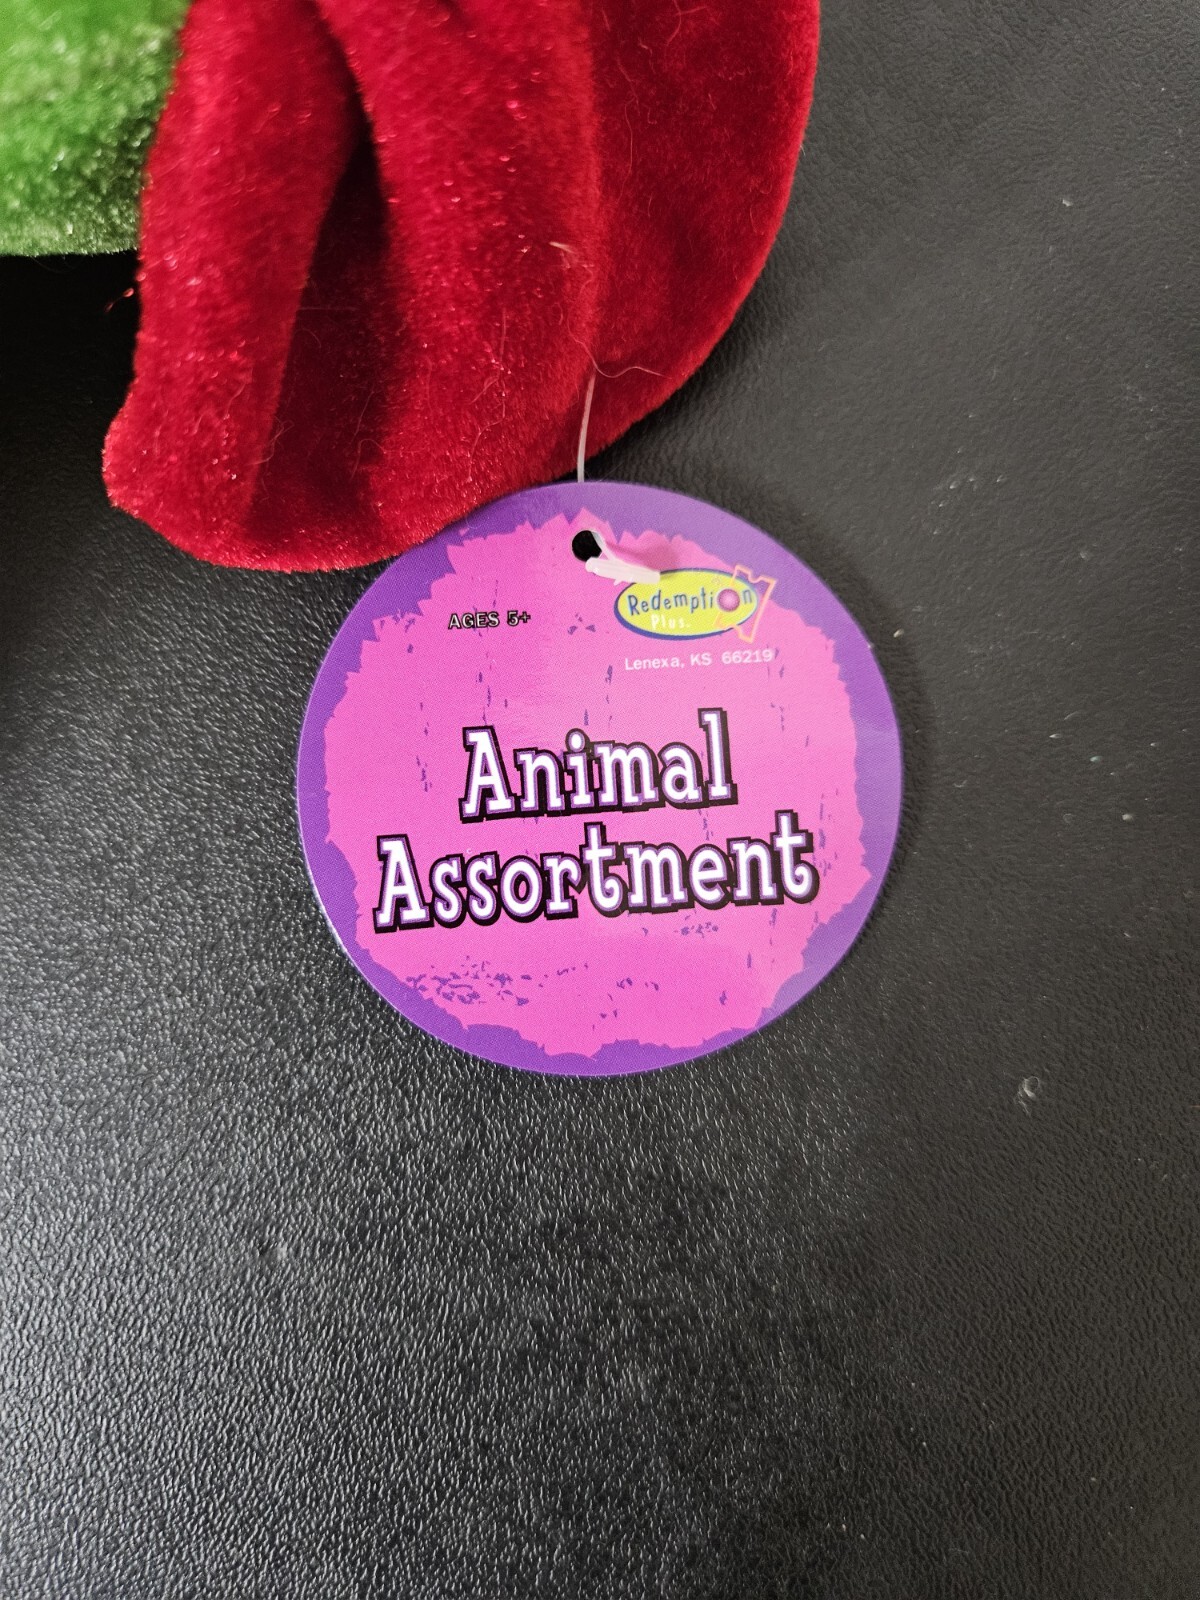 AGES 5+
Redemption
Plus.
Lenexa, KS 66219
Animal
Assortment